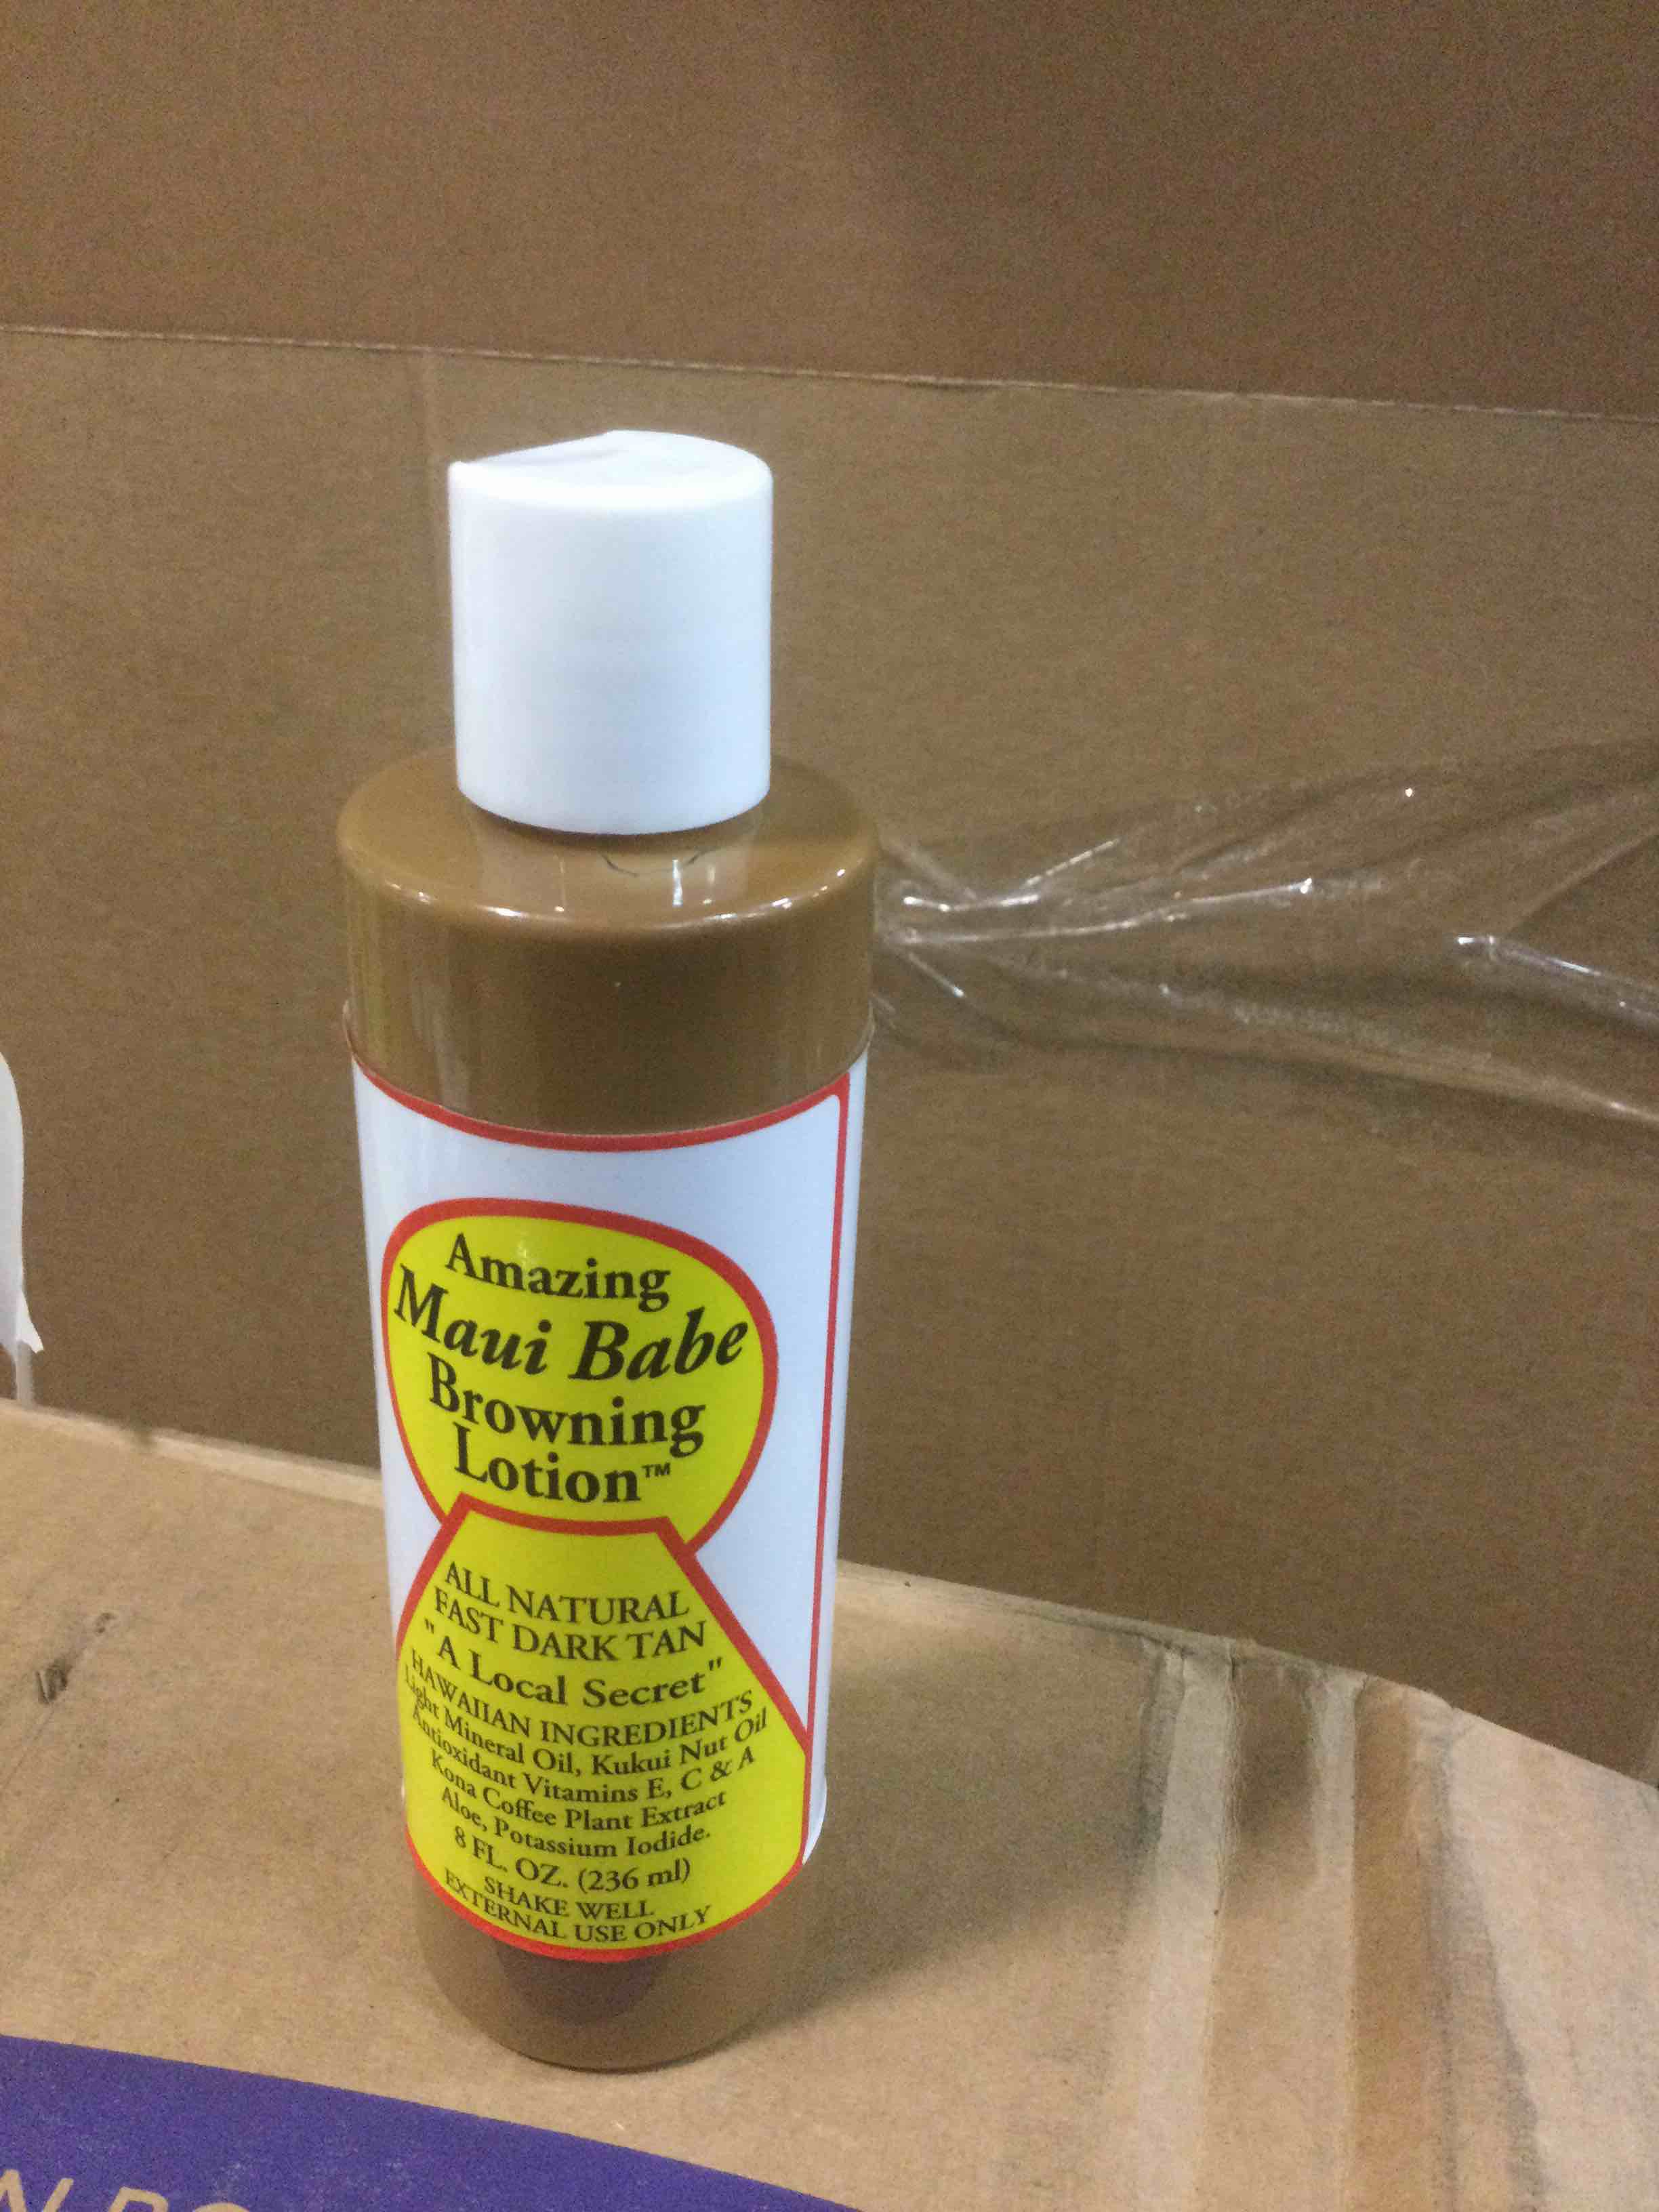 Amazing
Maui Babe
Browning
Lotion™
ALL NATURAL
FAST DARK TAN
"A Local Secret"
HAWAIIAN INGREDIENTS
Light Mineral Oil, Kukui Nut Oil
Antioxidant Vitamins E, C & A
Kona Coffee Plant Extract
Aloe, Potassium Iodide.
8 FL. OZ. (236 ml)
SHAKE WELL
EXTERNAL USE ONLY